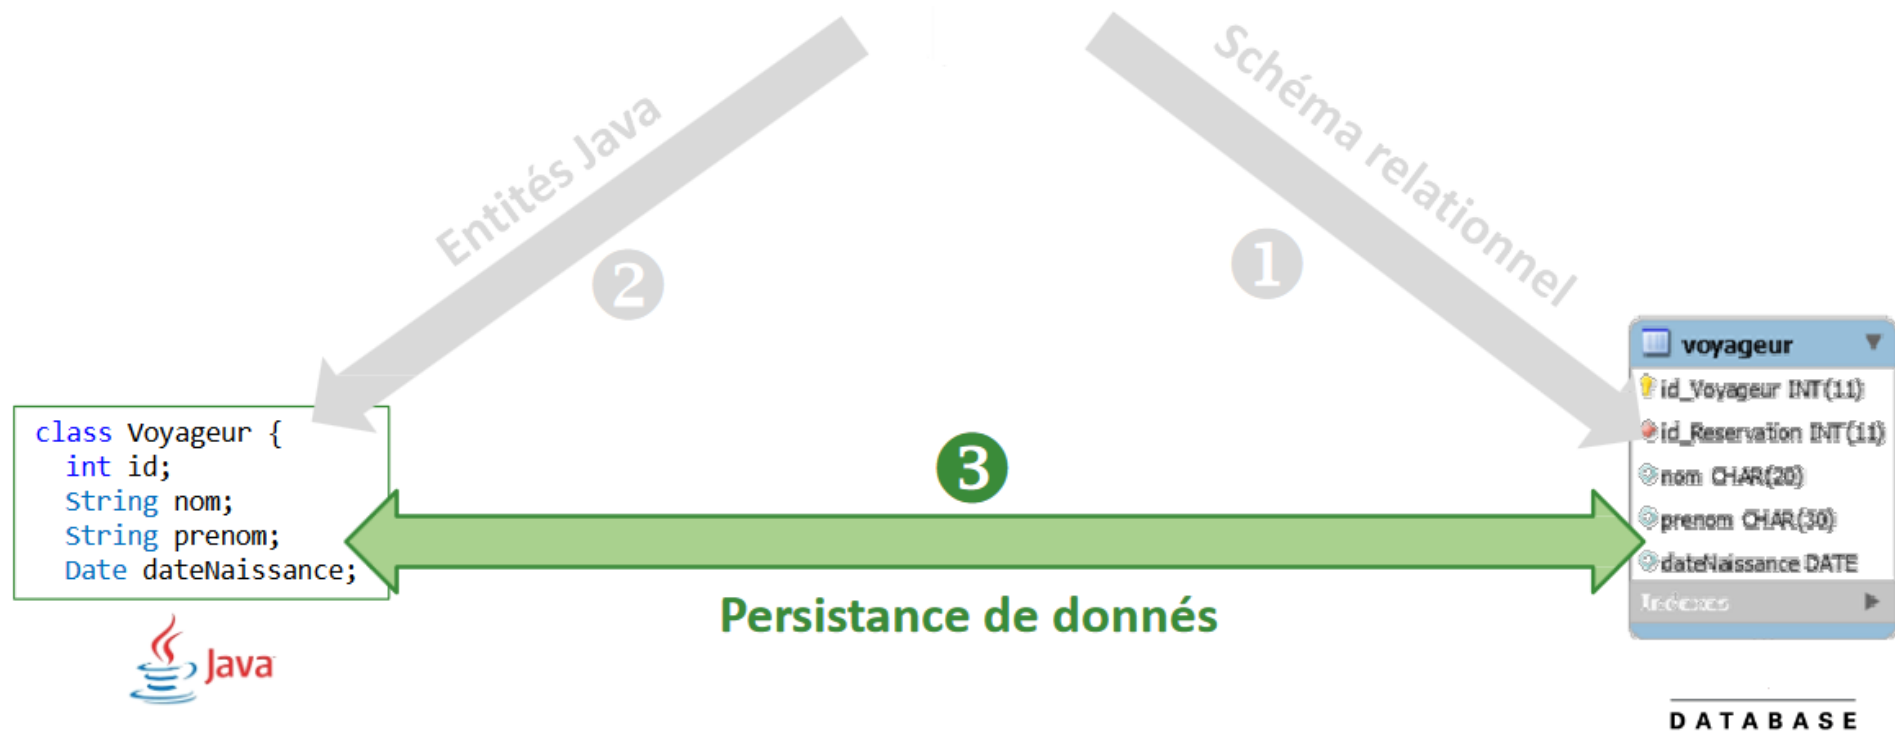 Schéma relationnel
Entités Java
1
2
voyageur
id_Voyageur INT(11)
id_Reservation INT(11)
nom CHAR(20)
prenom CHAR(30)
dateNaissance DATE
Indexes
class Voyageur {
int id;
String nom;
String prenom;
Date dateNaissance;
3
Persistance de donnés
Java
DATABASE